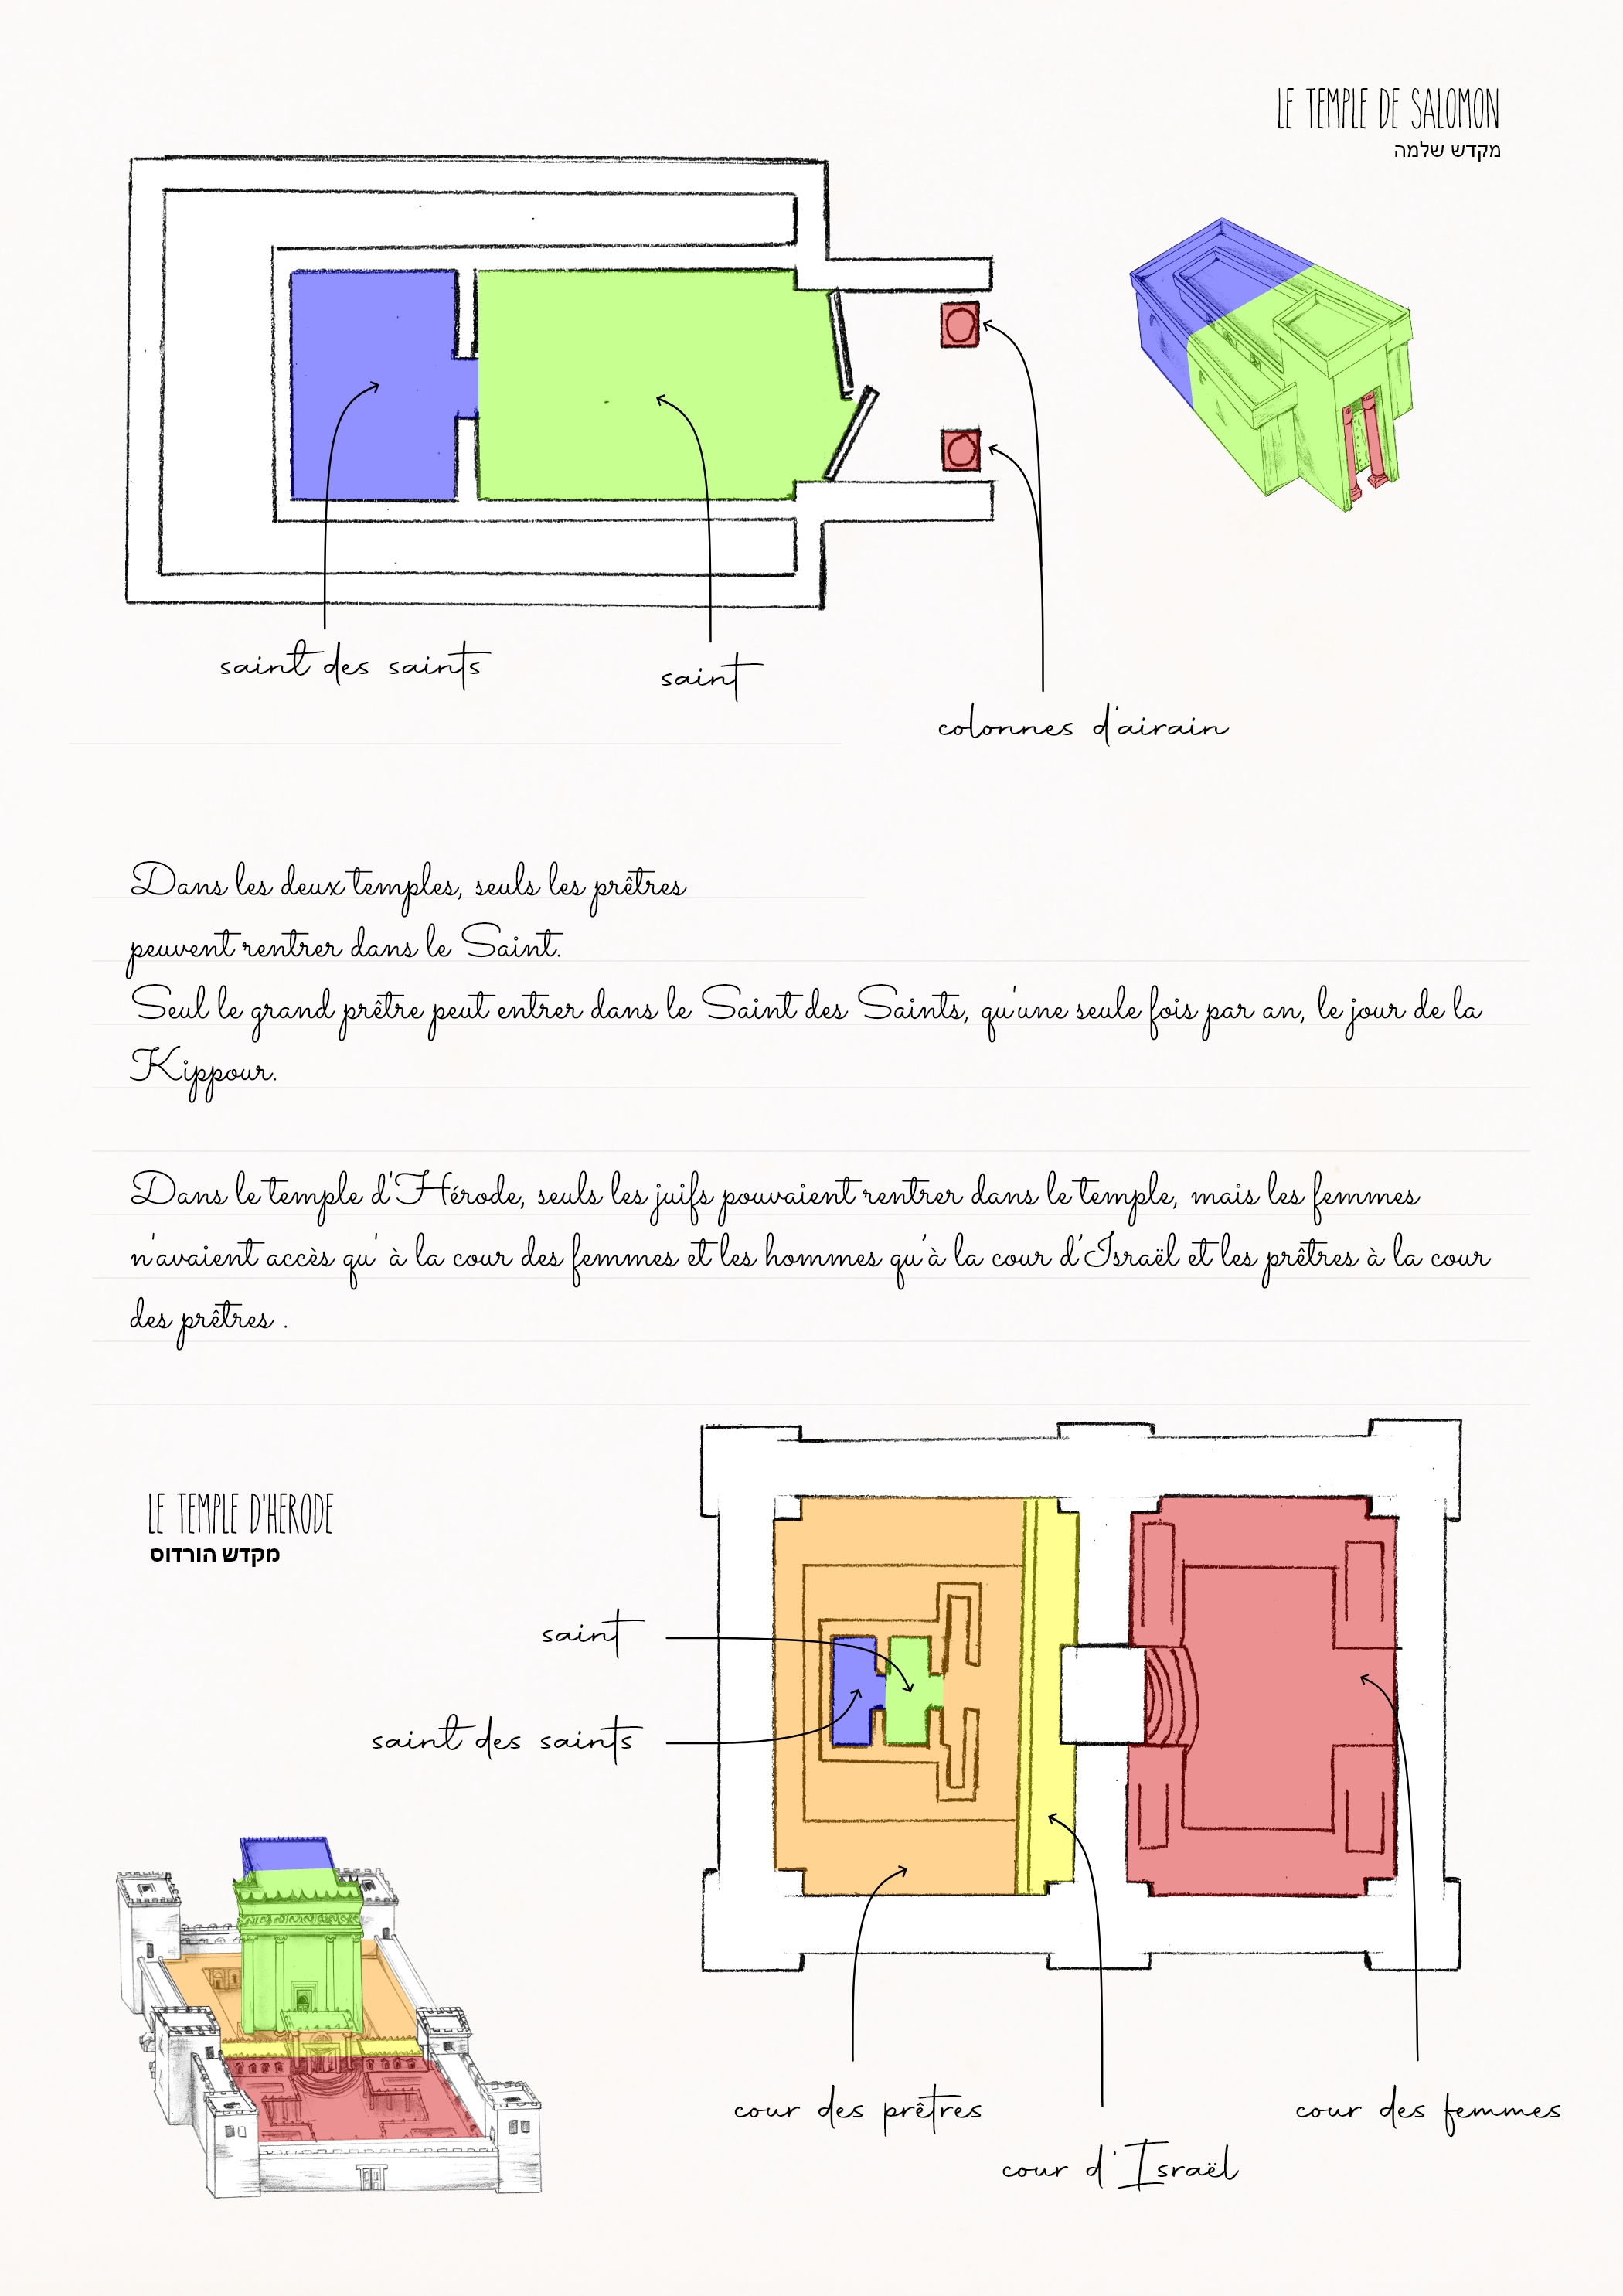 LE TEMPLE DE SALOMON
מקדש שלמה
saint des saints
saint
colonnes d'airain
Dans les deux temples, seuls les prêtres
peuvent rentrer dans le Saint.
Seul le grand prêtre peut entrer dans le Saint des Saints, qu'une seule fois par an, le jour de la
Kippour.
Dans le temple d'Hérode, seuls les juifs pouvaient rentrer dans le temple, mais les femmes
n'avaient accès qu' à la cour des femmes et les hommes qu'à la cour d'Israël et les prêtres à la cour
des prêtres .
LE TEMPLE D'HERODE
מקדש הורדוס
saint
saint des saints
cour des prêtres
cour des femmes
cour d'Israël